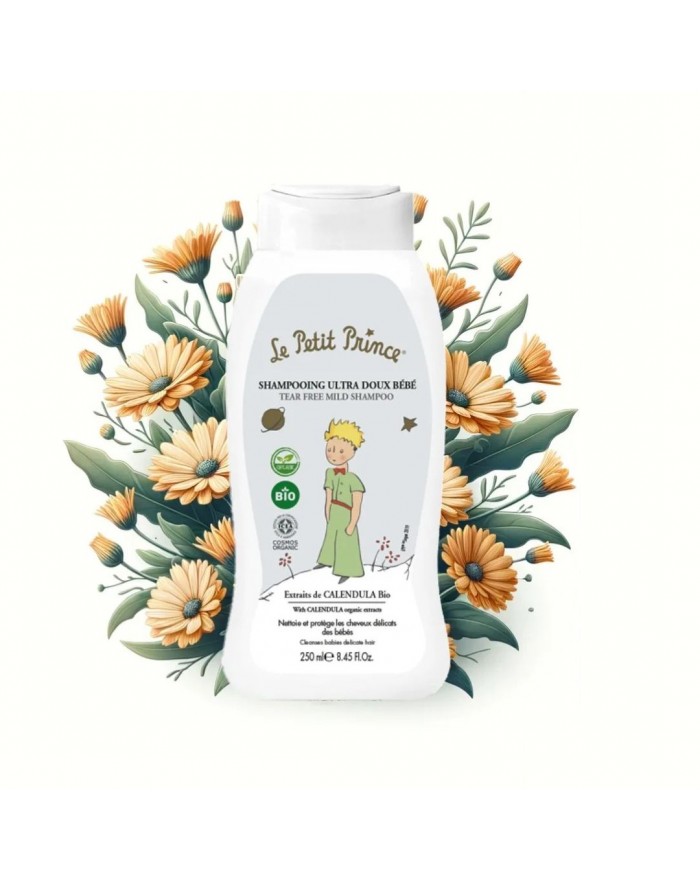 Le Petit Prince®
SHAMPOOING ULTRA DOUX BÉBÉ
TEAR FREE MILD SHAMPOO
BIO
COSMOS
ORGANIC
Extraits de CALENDULA Bio
With CALENDULA organic extracts
Nettoie et protège les cheveux délicats
des bébés
Cleanses babies delicate hair
250 ml℮ 8.45 Fl.Oz.